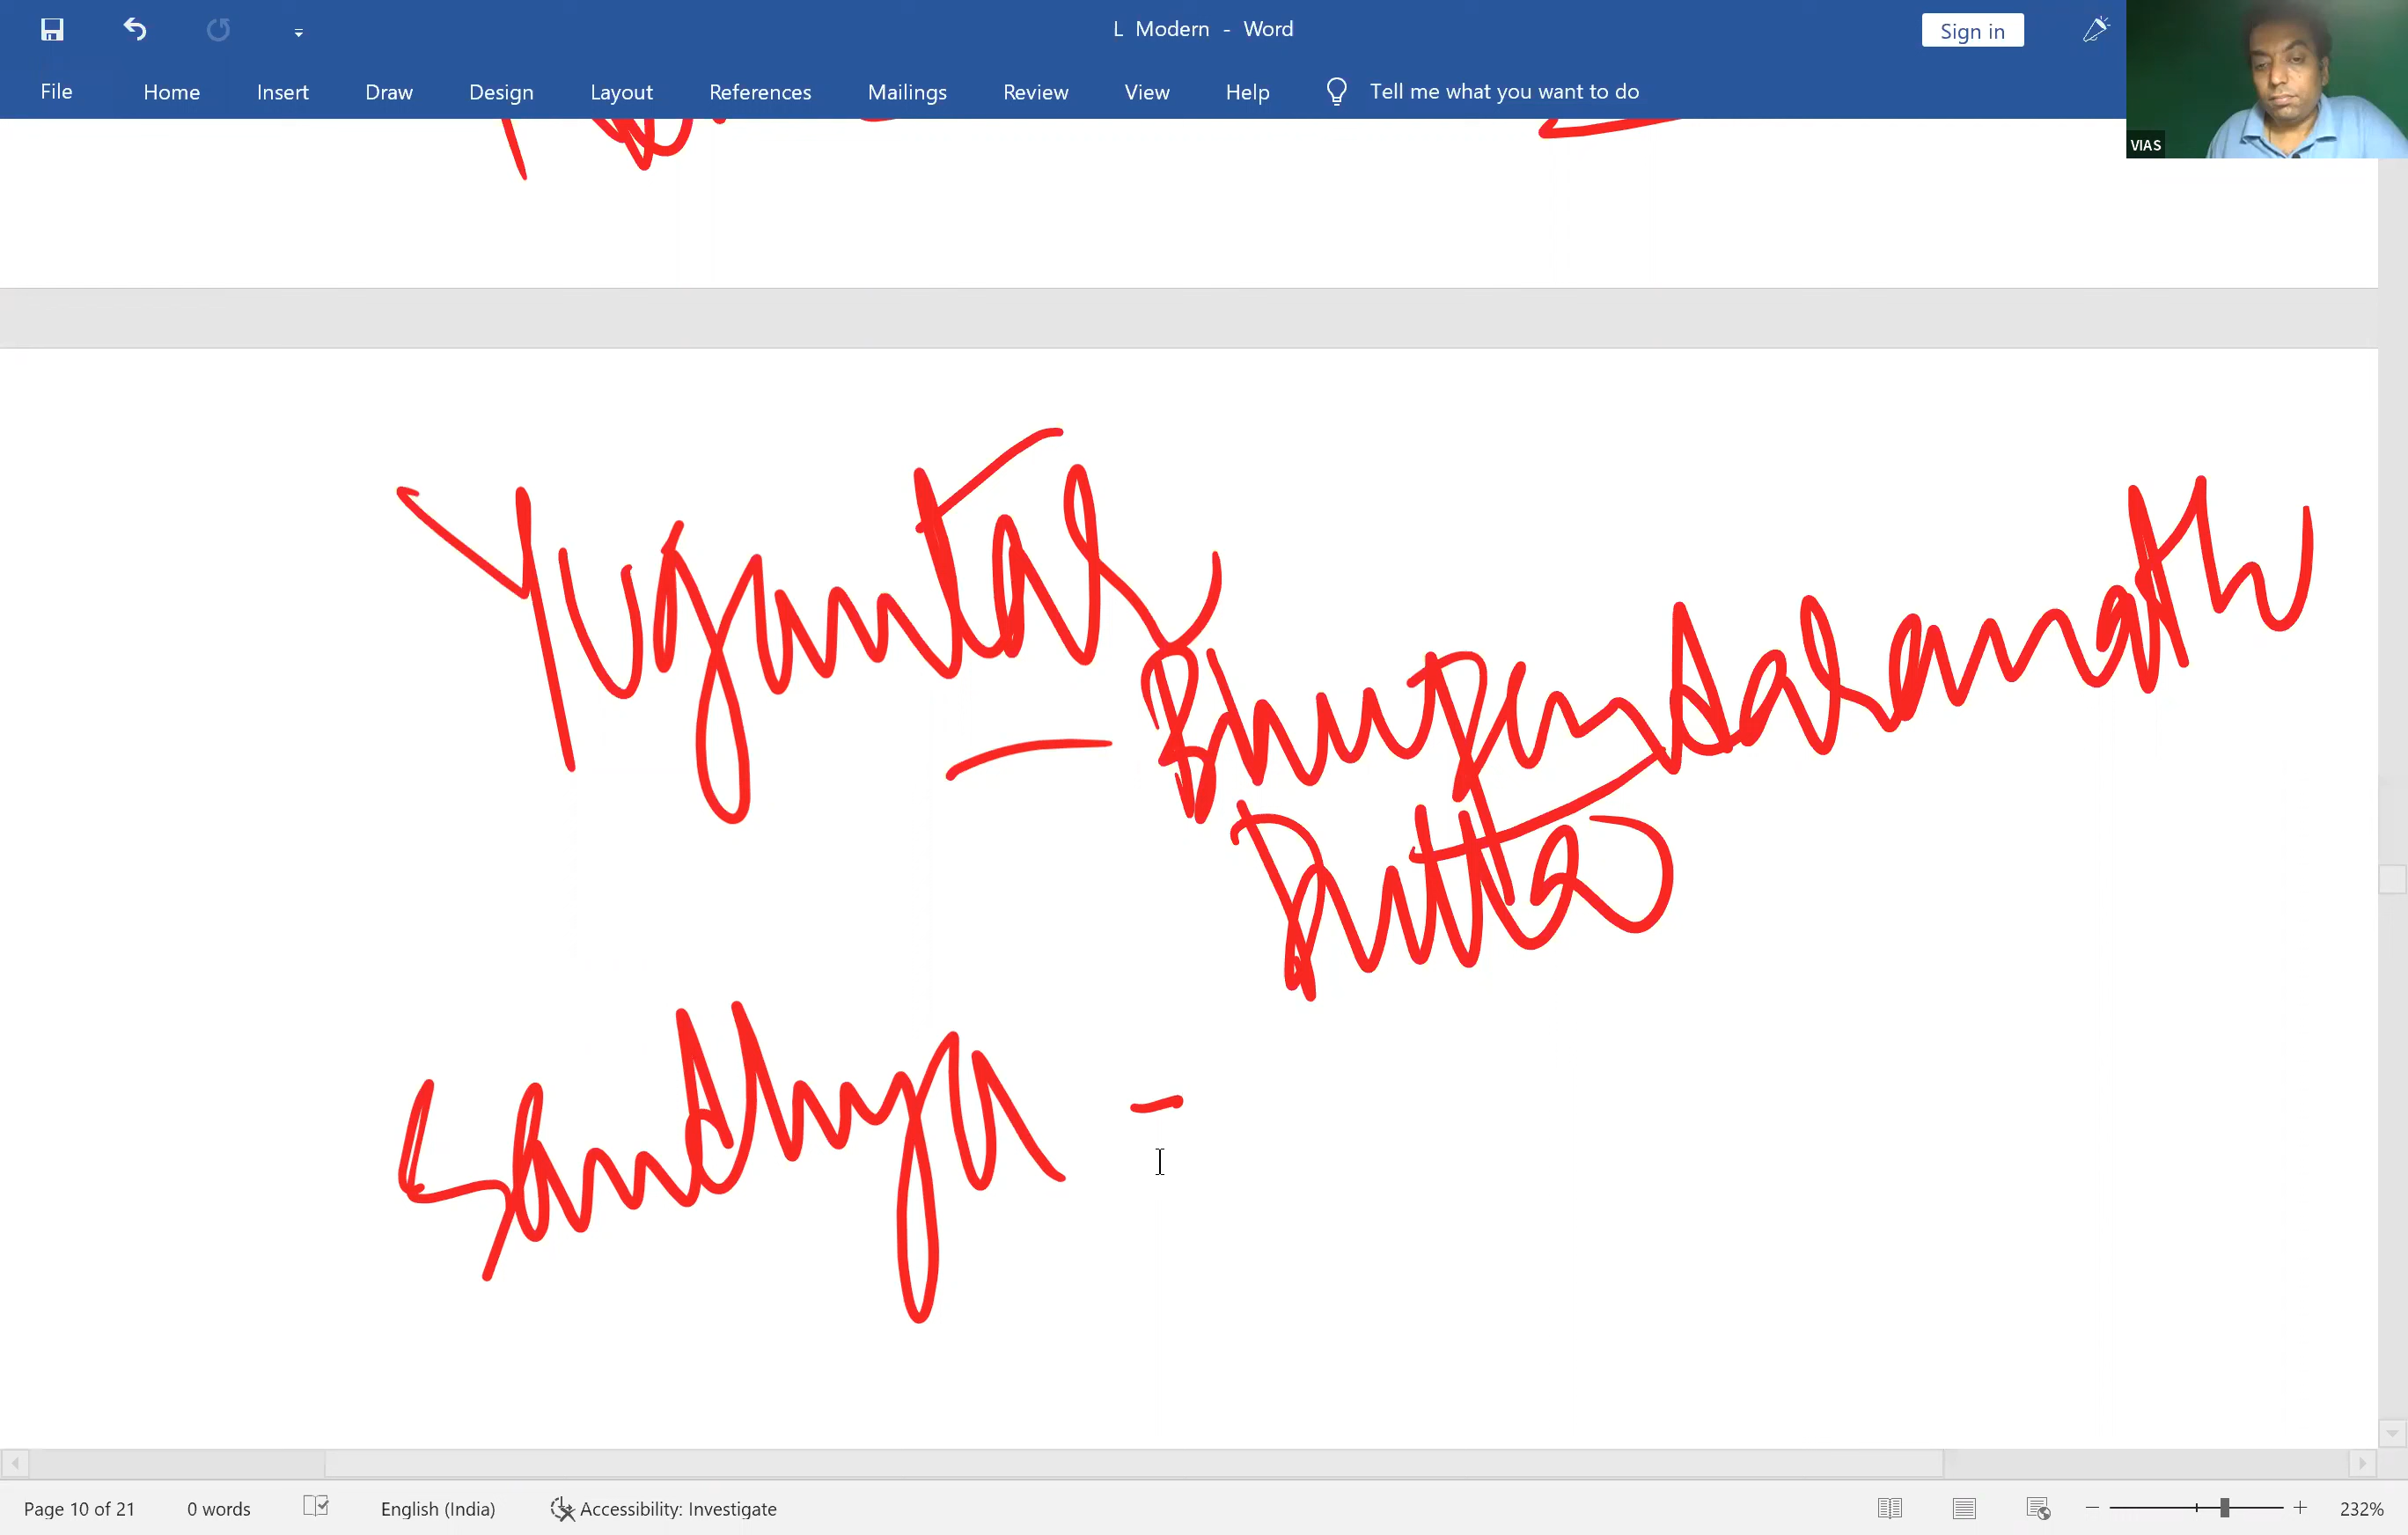 L Modern - Word
Sign in
File Home Insert Draw Design Layout References Mailings Review View Help Tell me what you want to do
VIAS
Yugantar
- Bhupendranath
Dutta
Sandhya -
Page 10 of 21 0 words English (India) Accessibility: Investigate 232%